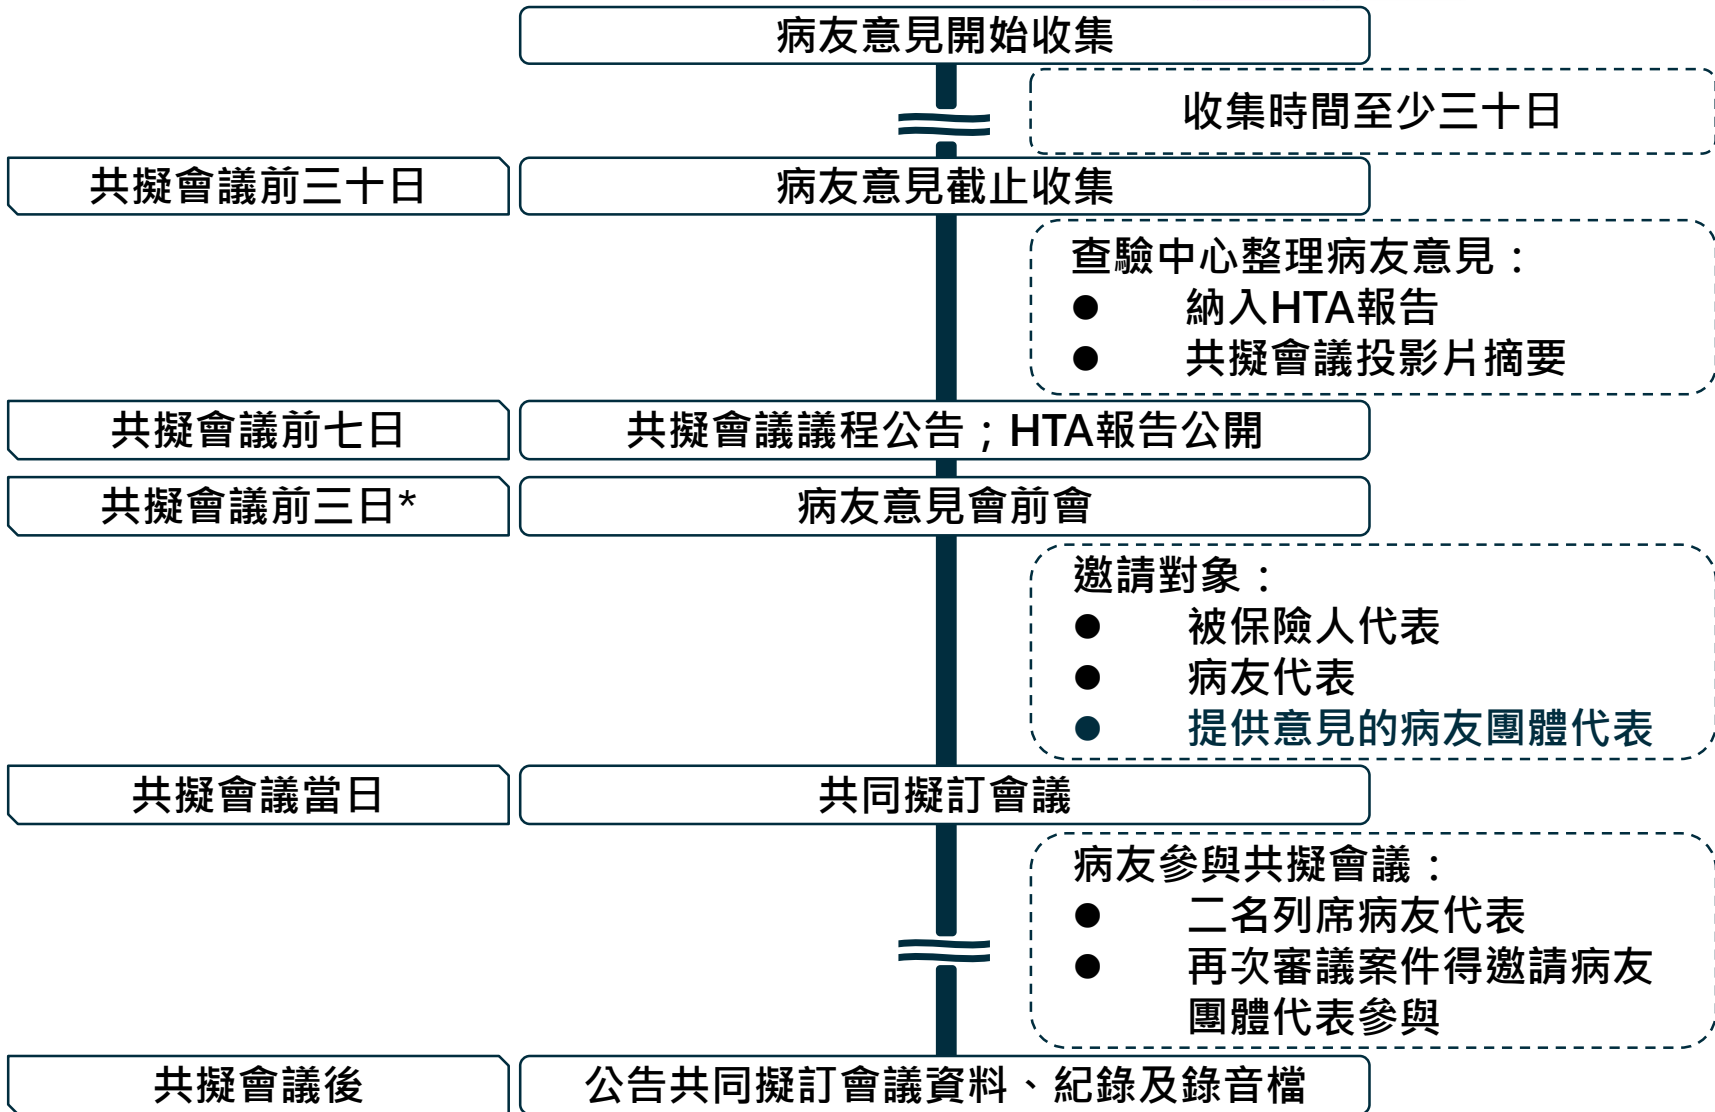 病友意見開始收集
收集時間至少三十日
共擬會議前三十日
病友意見截止收集
查驗中心整理病友意見：
● 納入HTA報告
● 共擬會議投影片摘要
共擬會議前七日
共擬會議議程公告；HTA報告公開
共擬會議前三日*
病友意見會前會
邀請對象：
● 被保險人代表
● 病友代表
● 提供意見的病友團體代表
共擬會議當日
共同擬訂會議
病友參與共擬會議：
● 二名列席病友代表
● 再次審議案件得邀請病友
團體代表參與
共擬會議後
公告共同擬訂會議資料、紀錄及錄音檔